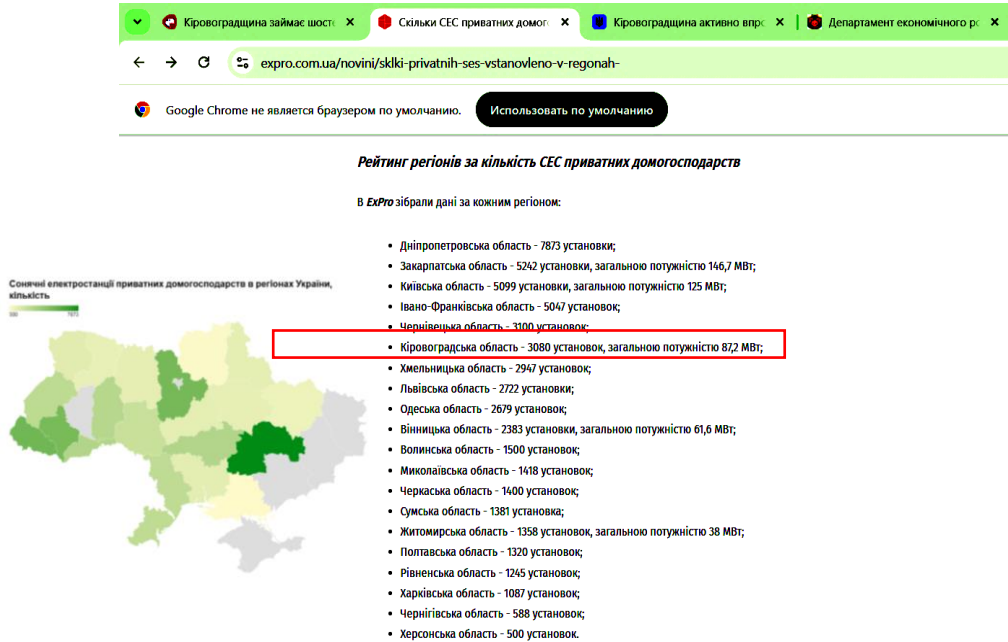 Кіровоградщина займає шосте
Скільки СЕС приватних домого
Кіровоградщина активно впро
Департамент економічного ро
expro.com.ua/novini/sklki-privatnih-ses-vstanovleno-v-regonah-
Google Chrome не является браузером по умолчанию.
Использовать по умолчанию
Рейтинг регіонів за кількість СЕС приватних домогосподарств
В ExPro зібрали дані за кожним регіоном:
Дніпропетровська область - 7873 установки;
Закарпатська область - 5242 установки, загальною потужністю 146,7 МВт;
Київська область - 5099 установки, загальною потужністю 125 МВт;
Івано-Франківська область - 5047 установок;
Чернівецька область - 3100 установок;
Кіровоградська область - 3080 установок, загальною потужністю 87,2 МВт;
Хмельницька область - 2947 установок;
Львівська область - 2722 установки;
Одеська область - 2679 установок;
Вінницька область - 2383 установки, загальною потужністю 61,6 МВт;
Волинська область - 1500 установок;
Миколаївська область - 1418 установок;
Черкаська область - 1400 установок;
Сумська область - 1381 установка;
Житомирська область - 1358 установок, загальною потужністю 38 МВт;
Полтавська область - 1320 установок;
Рівненська область - 1245 установок;
Харківська область - 1087 установок;
Чернігівська область - 588 установок;
Херсонська область - 500 установок.
Сонячні електростанції приватних домогосподарств в регіонах України,
кількість